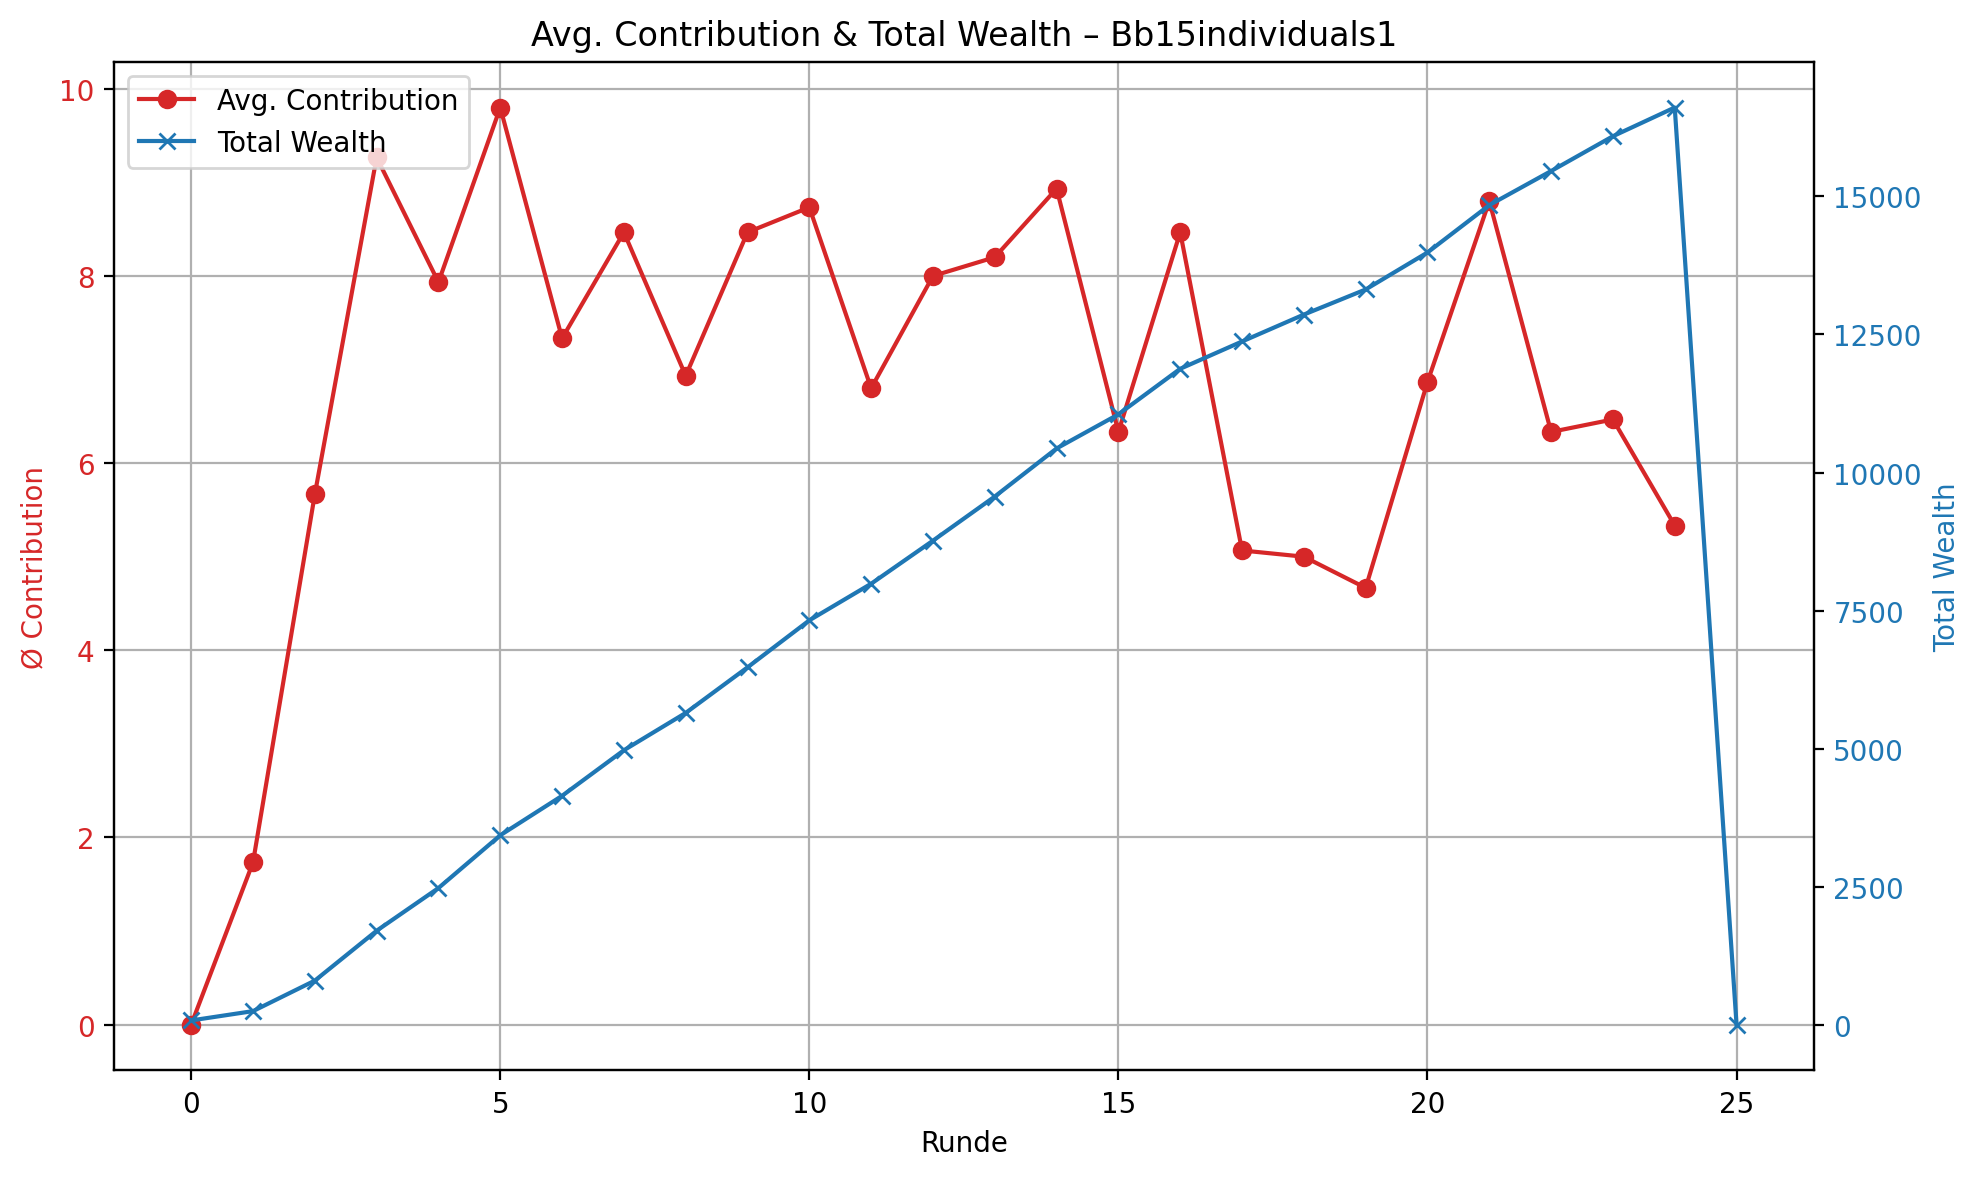 Avg. Contribution & Total Wealth – Bb15individuals1
Avg. Contribution
Total Wealth
10
8
6
4
2
0
Ø Contribution
15000
12500
10000
7500
5000
2500
0
Total Wealth
0 5 10 15 20 25
Runde